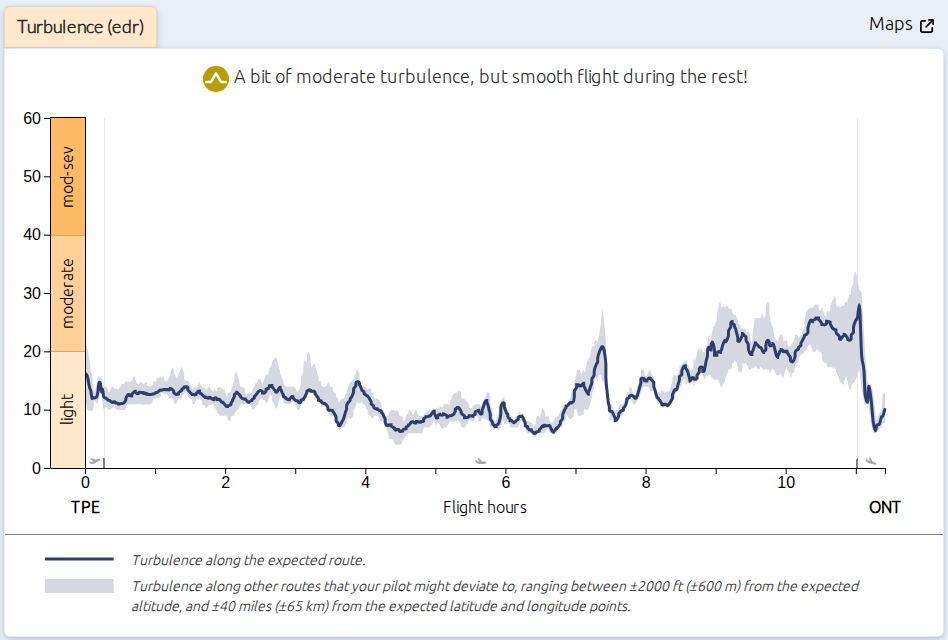 Turbulence (edr)
Maps
A bit of moderate turbulence, but smooth flight during the rest!
60
50
40
30
20
10
0
mod-sev
moderate
light
0
2
4
6
8
10
TPE
Flight hours
ONT
Turbulence along the expected route.
Turbulence along other routes that your pilot might deviate to, ranging between ±2000 ft (±600 m) from the expected
altitude, and ±40 miles (±65 km) from the expected latitude and longitude points.